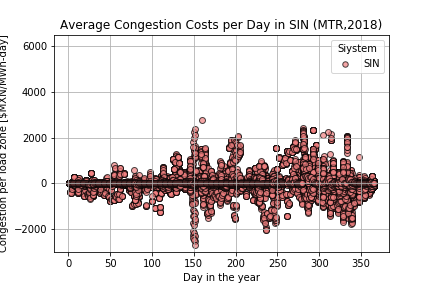 Average Congestion Costs per Day in SIN (MTR,2018)
Congestion per load zone [$MXN/MWh-day]
6000
4000
2000
0
−2000
Siystem
SIN
0 50 100 150 200 250 300 350
Day in the year